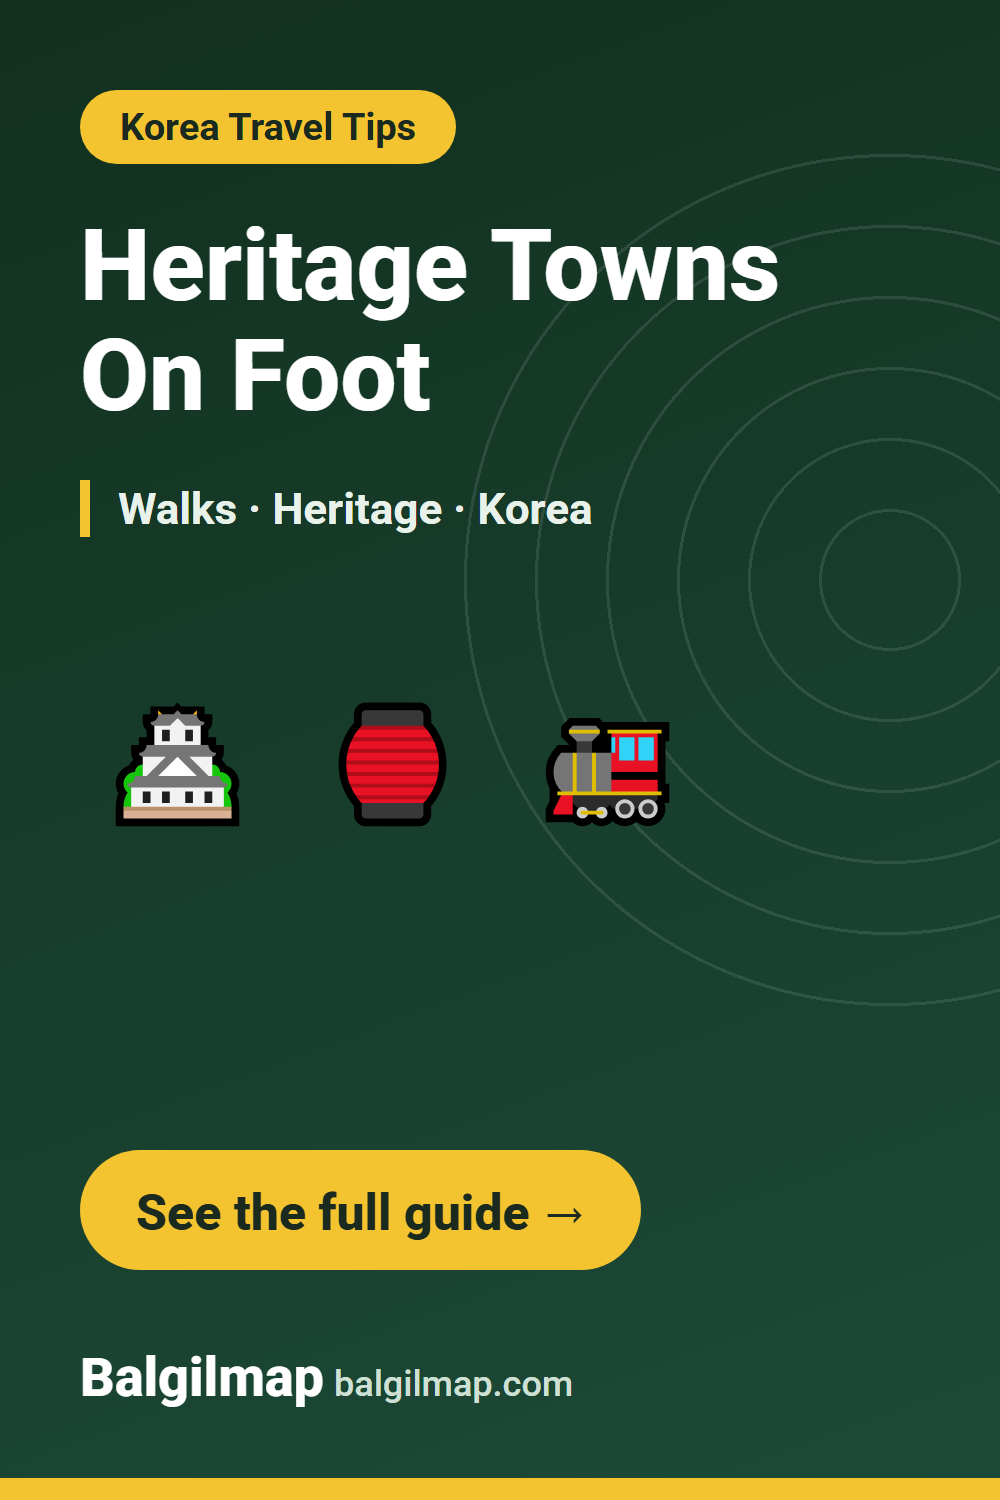 Korea Travel Tips
Heritage Towns
On Foot
Walks · Heritage · Korea
See the full guide →
Balgilmap balgilmap.com